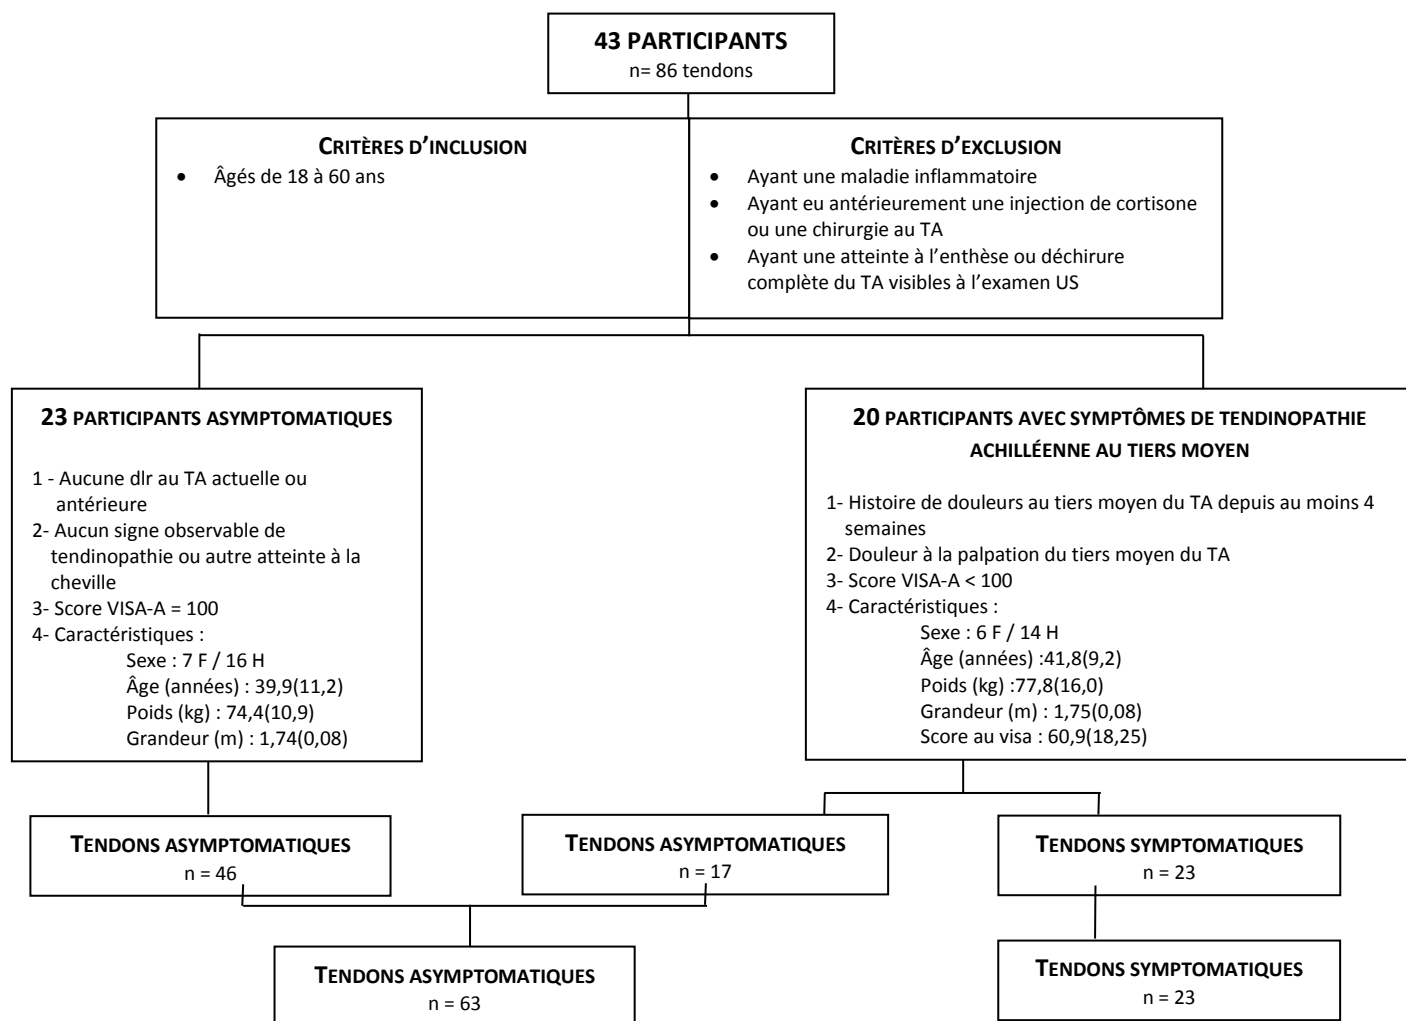 43 PARTICIPANTS
n= 86 tendons
CRITÈRES D'INCLUSION
• Âgés de 18 à 60 ans
CRITÈRES D'EXCLUSION
• Ayant une maladie inflammatoire
• Ayant eu antérieurement une injection de cortisone
ou une chirurgie au TA
• Ayant une atteinte à l'enthèse ou déchirure
complète du TA visibles à l'examen US
23 PARTICIPANTS ASYMPTOMATIQUES
1 - Aucune dlr au TA actuelle ou
antérieure
2- Aucun signe observable de
tendinopathie ou autre atteinte à la
cheville
3- Score VISA-A = 100
4- Caractéristiques :
Sexe : 7 F / 16 H
Âge (années) : 39,9(11,2)
Poids (kg) : 74,4(10,9)
Grandeur (m) : 1,74(0,08)
20 PARTICIPANTS AVEC SYMPTÔMES DE TENDINOPATHIE
ACHILLÉENNE AU TIERS MOYEN
1- Histoire de douleurs au tiers moyen du TA depuis au moins 4
semaines
2- Douleur à la palpation du tiers moyen du TA
3- Score VISA-A < 100
4- Caractéristiques :
Sexe : 6 F / 14 H
Âge (années) :41,8(9,2)
Poids (kg) :77,8(16,0)
Grandeur (m) : 1,75(0,08)
Score au visa : 60,9(18,25)
TENDONS ASYMPTOMATIQUES
n = 46
TENDONS ASYMPTOMATIQUES
n = 17
TENDONS SYMPTOMATIQUES
n = 23
TENDONS ASYMPTOMATIQUES
n = 63
TENDONS SYMPTOMATIQUES
n = 23